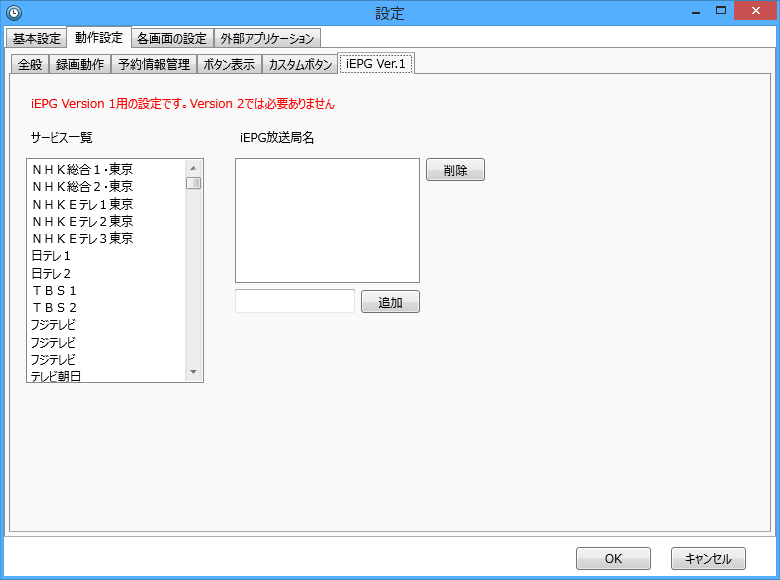 設定
基本設定 動作設定 各画面の設定 外部アプリケーション
全般 録画動作 予約情報管理 ボタン表示 カスタムボタン iEPG Ver.1
iEPG Version 1用の設定です。Version 2では必要ありません
サービス一覧 iEPG放送局名
ＮＨＫ総合１・東京 削除
ＮＨＫ総合２・東京
ＮＨＫＥテレ１東京
ＮＨＫＥテレ２東京
ＮＨＫＥテレ３東京
日テレ１
日テレ２
ＴＢＳ１
ＴＢＳ２ 追加
フジテレビ
フジテレビ
フジテレビ
テレビ朝日
OK キャンセル